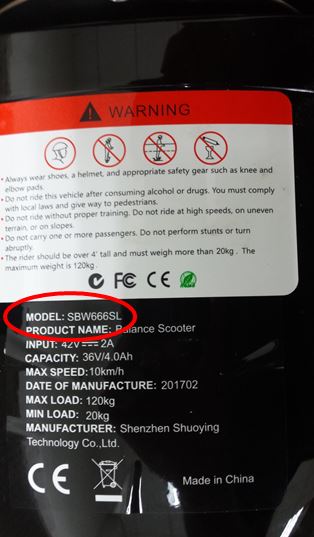 WARNING
•Always wear shoes, a helmet, and appropriate safety gear such as knee and
elbow pads.
•Do not ride this vehicle after consuming alcohol or drugs. You must comply
with local laws and give way to pedestrians.
•Do not ride without proper training. Do not ride at high speeds, on uneven
terrain, or on slopes.
•Do not carry one or more passengers. Do not perform stunts or turn
abruptly.
•The rider should be over 4' tall and must weigh more than 20kg . The
maximum weight is 120kg .
FC CE
MODEL: SBW666SL
PRODUCT NAME: Balance Scooter
INPUT: 42V⎓2A
CAPACITY: 36V/4.0Ah
MAX SPEED:10km/h
DATE OF MANUFACTURE: 201702
MAX LOAD: 120kg
MIN LOAD: 20kg
MANUFACTURER: Shenzhen Shuoying
Technology Co.,Ltd.
CE
Made in China